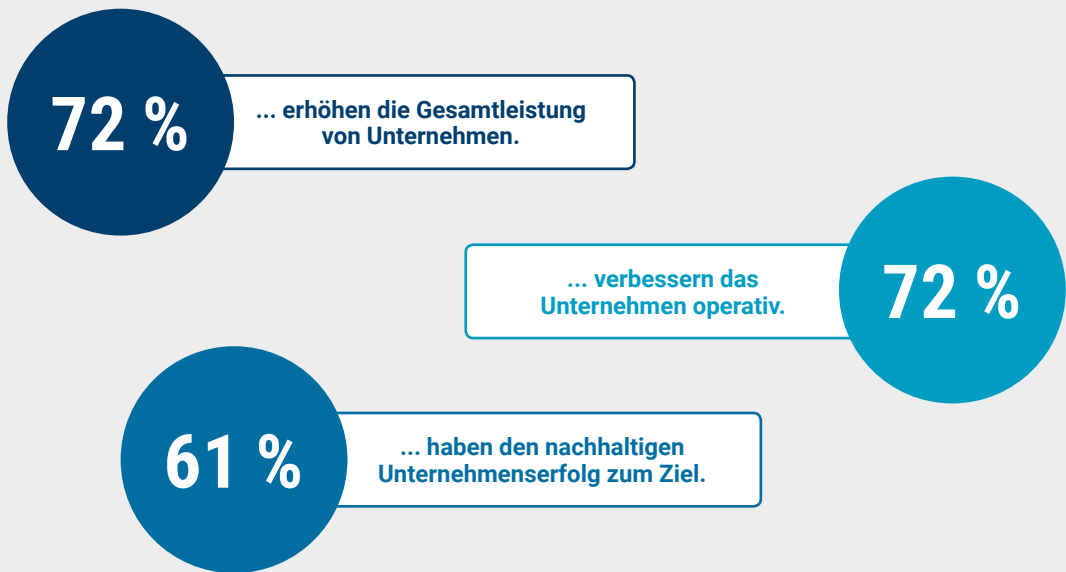 72 %
... erhöhen die Gesamtleistung
von Unternehmen.
... verbessern das
Unternehmen operativ.
72 %
61 %
... haben den nachhaltigen
Unternehmenserfolg zum Ziel.